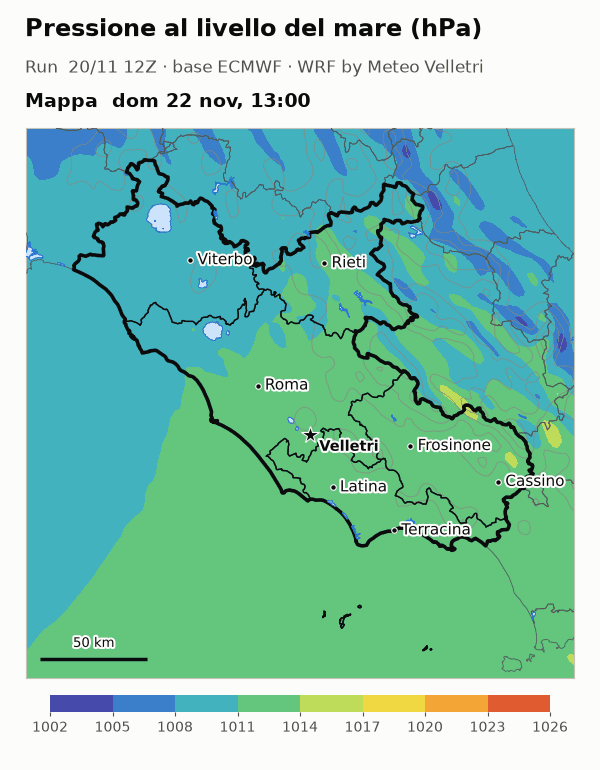 Pressione al livello del mare (hPa)
Run  20/11 12Z · base ECMWF · WRF by Meteo Velletri
Mappa  dom 22 nov, 13:00
Viterbo
Rieti
Roma
Velletri
Frosinone
Cassino
Latina
Terracina
50 km
1002 1005 1008 1011 1014 1017 1020 1023 1026